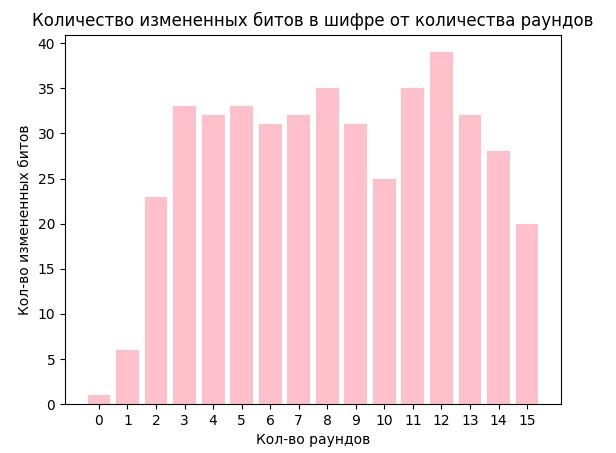 Количество измененных битов в шифре от количества раундов
40
35
30
25
20
15
10
5
0
Кол-во измененных битов
0 1 2 3 4 5 6 7 8 9 10 11 12 13 14 15
Кол-во раундов